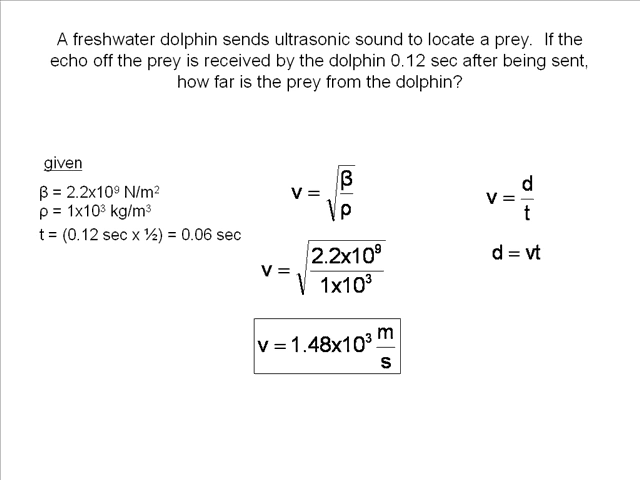 A freshwater dolphin sends ultrasonic sound to locate a prey.  If the
echo off the prey is received by the dolphin 0.12 sec after being sent,
how far is the prey from the dolphin?
given
β = 2.2x10⁹ N/m²
ρ = 1x10³ kg/m³
t = (0.12 sec x ½) = 0.06 sec
v = √(β/ρ)
v = √(2.2x10⁹/1x10³)
v = 1.48x10³ m/s
v = d/t
d = vt